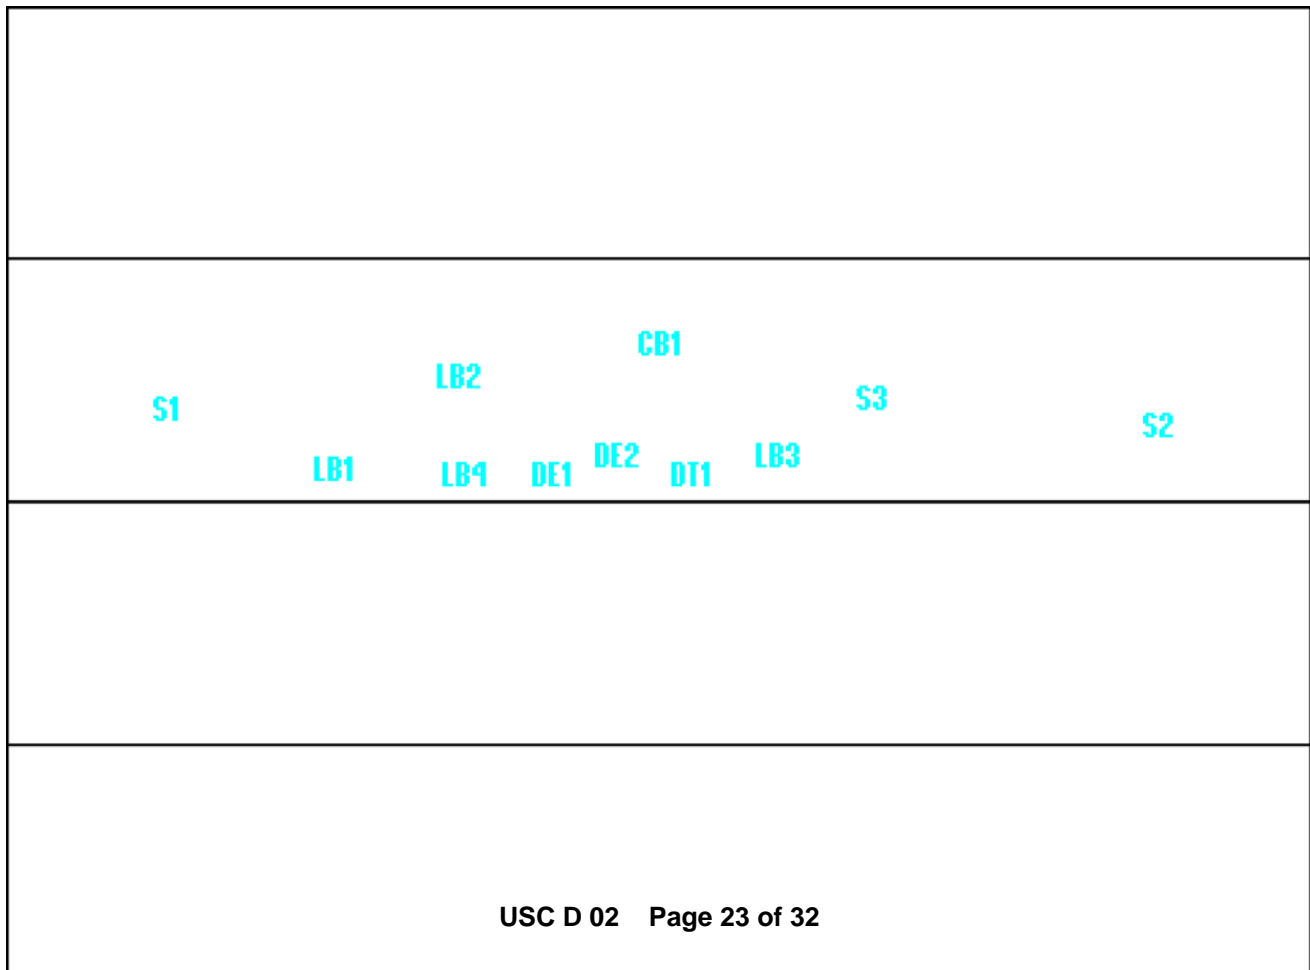 CB1
LB2
S3
S1
S2
LB1 LB4 DE1 DE2 DT1 LB3
USC D 02 Page 23 of 32